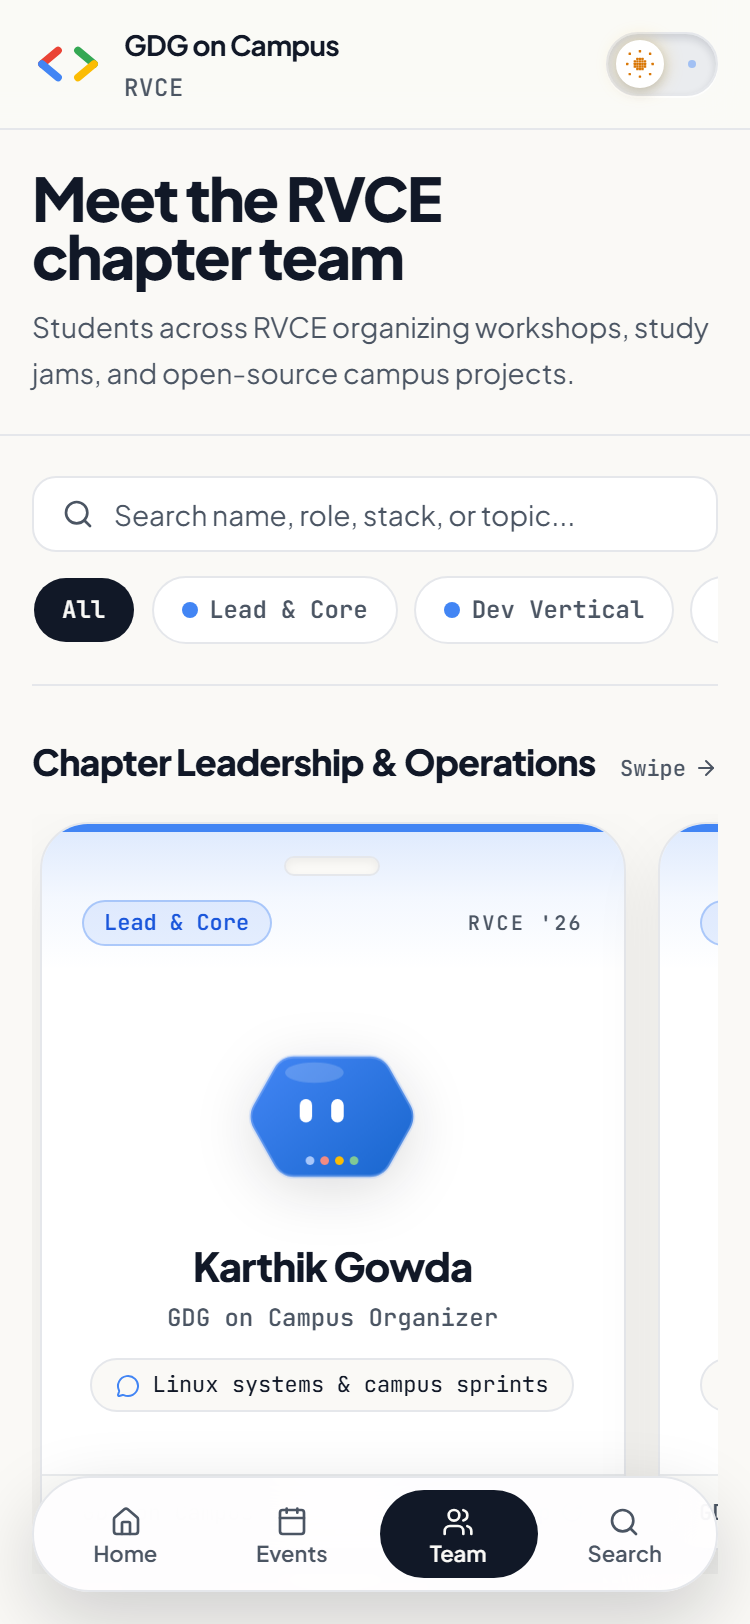 GDG on Campus
RVCE
Meet the RVCE
chapter team
Students across RVCE organizing workshops, study
jams, and open-source campus projects.
Search name, role, stack, or topic...
All
Lead & Core
Dev Vertical
Chapter Leadership & Operations
Swipe →
Lead & Core
RVCE '26
Karthik Gowda
GDG on Campus Organizer
Linux systems & campus sprints
Home
Events
Team
Search